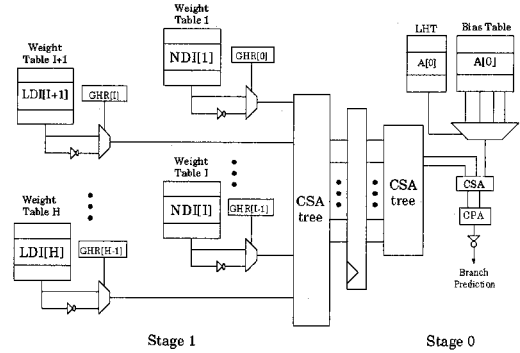 Weight
Table 1
NDI[1]
GHR[0]
Weight
Table I+1
LDI[I+1]
GHR[I]
Weight
Table I
NDI[I]
GHR[I-1]
Weight
Table H
LDI[H]
GHR[H-1]
CSA
tree
CSA
tree
LHT
A[0]
Bias Table
A[0]
CSA
CPA
Branch
Prediction
Stage 1
Stage 0